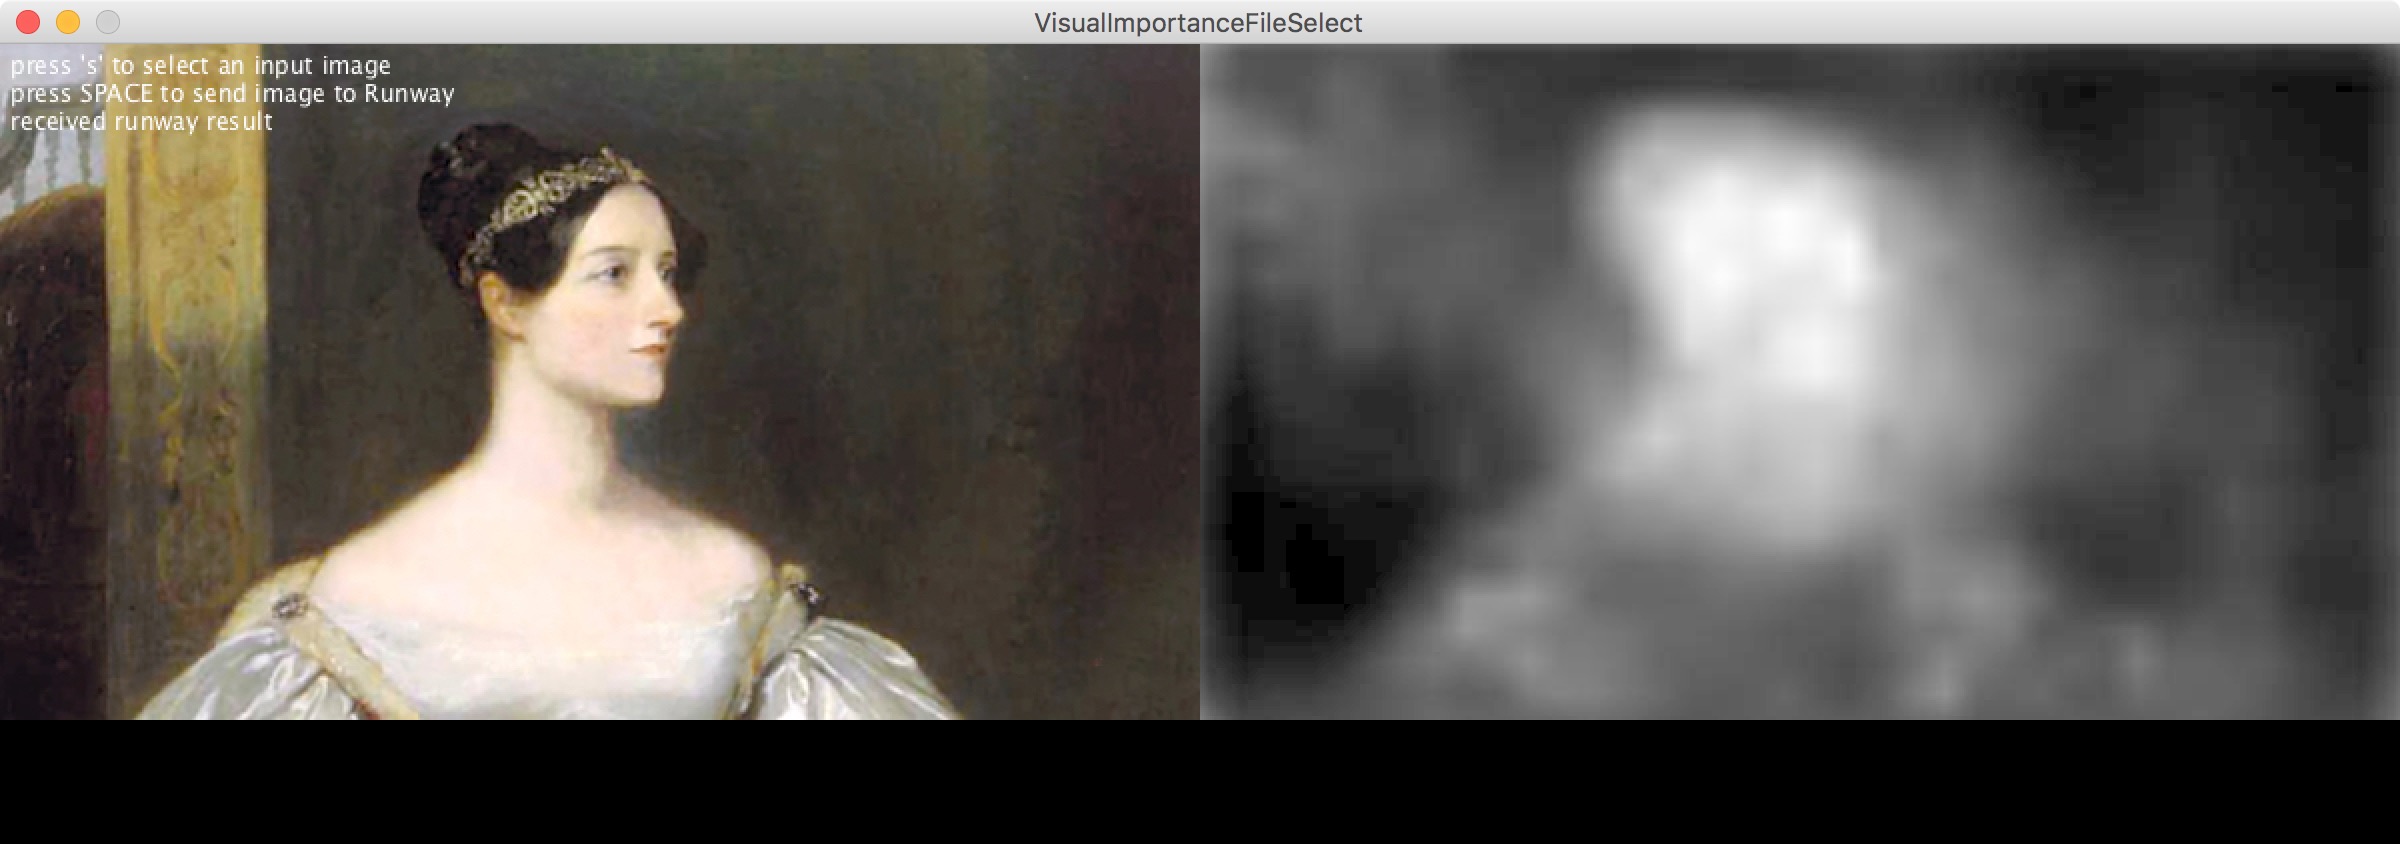 VisualImportanceFileSelect
press 's' to select an input image
press SPACE to send image to Runway
received runway result